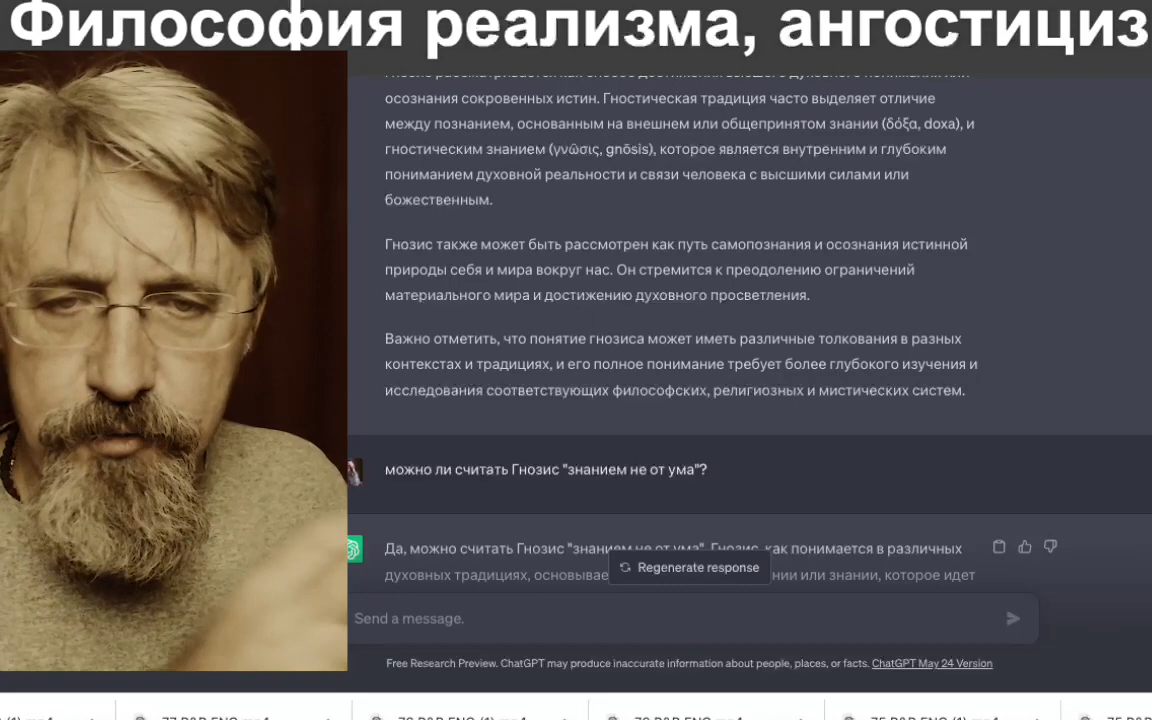 Философия реализма, ангостициз
осознания сокровенных истин. Гностическая традиция часто выделяет отличие
между познанием, основанным на внешнем или общепринятом знании (δόξα, doxa), и
гностическим знанием (γνῶσις, gnōsis), которое является внутренним и глубоким
пониманием духовной реальности и связи человека с высшими силами или
божественным.
Гнозис также может быть рассмотрен как путь самопознания и осознания истинной
природы себя и мира вокруг нас. Он стремится к преодолению ограничений
материального мира и достижению духовного просветления.
Важно отметить, что понятие гнозиса может иметь различные толкования в разных
контекстах и традициях, и его полное понимание требует более глубокого изучения и
исследования соответствующих философских, религиозных и мистических систем.
можно ли считать Гнозис "знанием не от ума"?
Да, можно считать Гнозис "знанием не от ума". Гнозис, как понимается в различных
духовных традициях, основывае нии или знании, которое идет
Regenerate response
Send a message.
Free Research Preview. ChatGPT may produce inaccurate information about people, places, or facts. ChatGPT May 24 Version